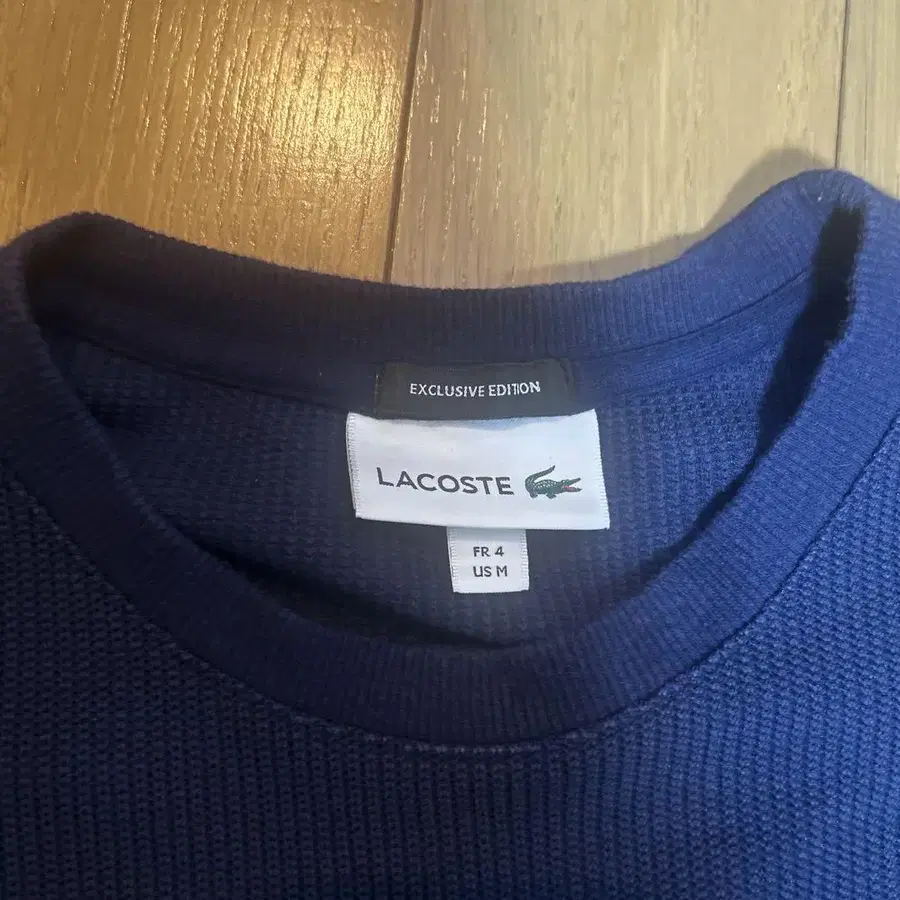 EXCLUSIVE EDITION
LACOSTE
FR 4
US M